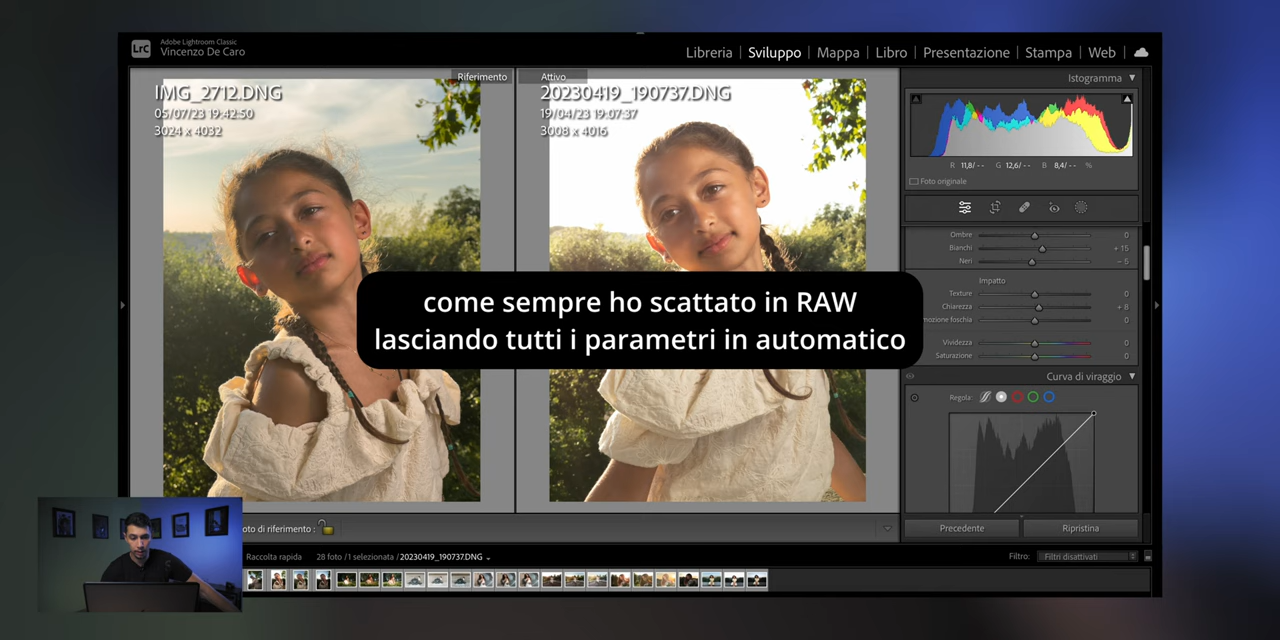 LrC
Adobe Lightroom Classic
Vincenzo De Caro
Libreria | Sviluppo | Mappa | Libro | Presentazione | Stampa | Web
Riferimento
Attivo
IMG_2712.DNG
05/07/23 19:42:50
3024 x 4032
20230419_190737.DNG
19/04/23 19:07:37
3008 x 4016
Istogramma
R 11,8/-- G 12,6/-- B 8,4/-- %
Foto originale
Ombre 0
Bianchi + 15
Neri – 5
Impatto
Texture 0
Chiarezza + 8
mozione foschia 0
Vividezza 0
Saturazione 0
Curva di viraggio
Regola:
come sempre ho scattato in RAW
lasciando tutti i parametri in automatico
oto di riferimento :
Precedente
Ripristina
Raccolta rapida
28 foto /1 selezionata /20230419_190737.DNG
Filtro:
Filtri disattivati